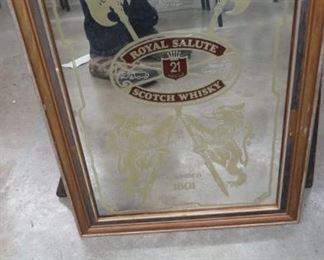 ROYAL SALUTE
21
SCOTCH WHISKY
1801